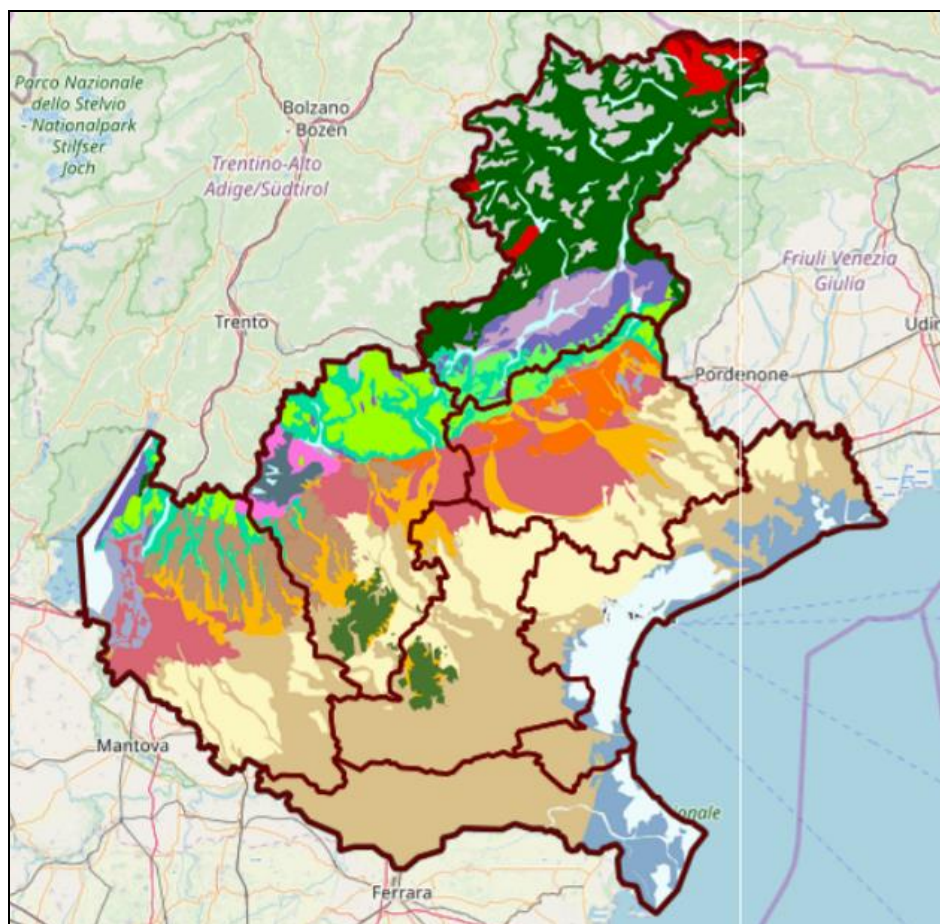 Parco Nazionale
dello Stelvio
- Nationalpark
Stilfser
Joch
Bolzano
- Bozen
Trentino-Alto
Adige/Südtirol
Friuli Venezia
Giulia
Trento
Udi
Pordenone
Mantova
ionale
Ferrara